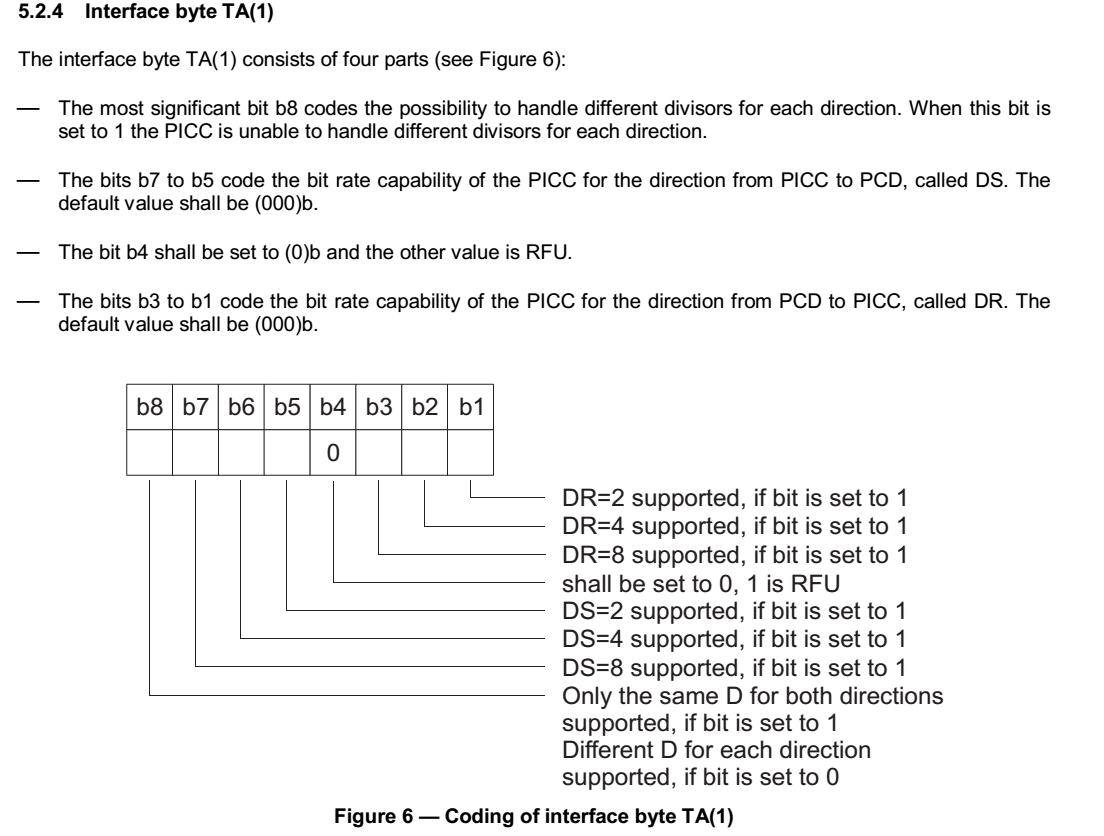 5.2.4 Interface byte TA(1)
The interface byte TA(1) consists of four parts (see Figure 6):
— The most significant bit b8 codes the possibility to handle different divisors for each direction. When this bit is
set to 1 the PICC is unable to handle different divisors for each direction.
— The bits b7 to b5 code the bit rate capability of the PICC for the direction from PICC to PCD, called DS. The
default value shall be (000)b.
— The bit b4 shall be set to (0)b and the other value is RFU.
— The bits b3 to b1 code the bit rate capability of the PICC for the direction from PCD to PICC, called DR. The
default value shall be (000)b.
b8 b7 b6 b5 b4 b3 b2 b1
0
DR=2 supported, if bit is set to 1
DR=4 supported, if bit is set to 1
DR=8 supported, if bit is set to 1
shall be set to 0, 1 is RFU
DS=2 supported, if bit is set to 1
DS=4 supported, if bit is set to 1
DS=8 supported, if bit is set to 1
Only the same D for both directions
supported, if bit is set to 1
Different D for each direction
supported, if bit is set to 0
Figure 6 — Coding of interface byte TA(1)